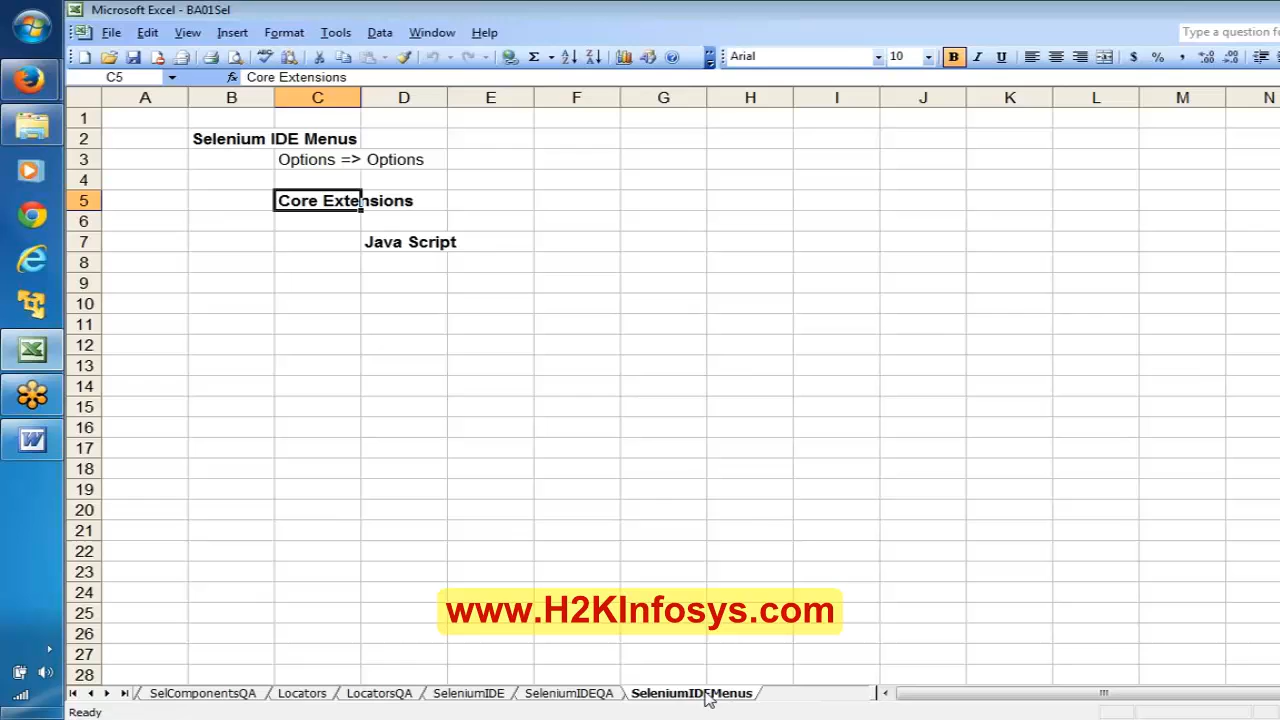 Microsoft Excel - BA01Sel
File Edit View Insert Format Tools Data Window Help
Type a question fo
Arial 10 B I U $ % ,
C5 fx Core Extensions
A B C D E F G H I J K L M N
1
2 Selenium IDE Menus
3 Options => Options
4
5 Core Extensions
6
7 Java Script
8
9
10
11
12
13
14
15
16
17
18
19
20
21
22
23
24
www.H2KInfosys.com
25
26
27
28
SelComponentsQA Locators LocatorsQA SeleniumIDE SeleniumIDEQA SeleniumIDEMenus
Ready